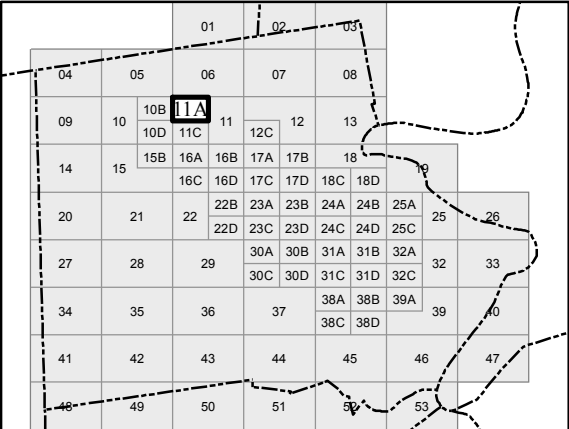 01 02 03
04 05 06 07 08
10B 11A
09 10 11 12 13
10D 11C 12C
15B 16A 16B 17A 17B 18
14 15 19
16C 16D 17C 17D 18C 18D
22B 23A 23B 24A 24B 25A
20 21 22 25 26
22D 23C 23D 24C 24D 25C
30A 30B 31A 31B 32A
27 28 29 32 33
30C 30D 31C 31D 32C
38A 38B 39A
34 35 36 37 39 40
38C 38D
41 42 43 44 45 46 47
48 49 50 51 52 53